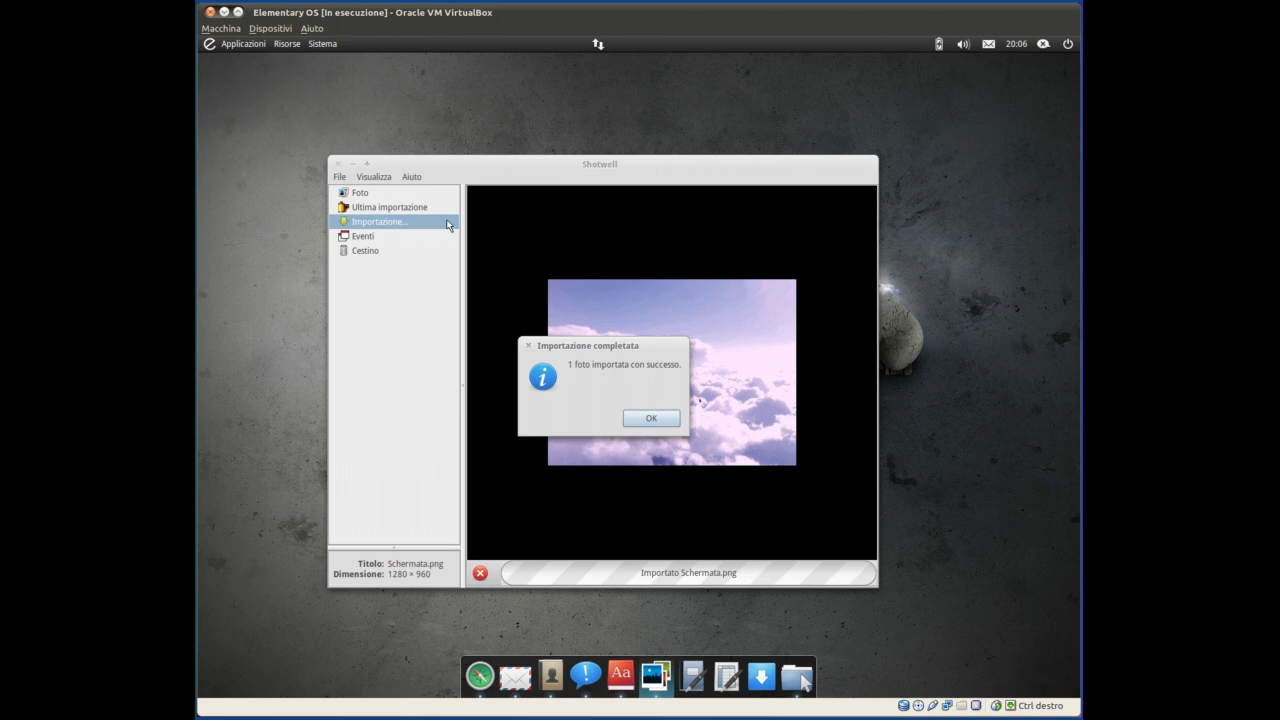 Elementary OS [In esecuzione] - Oracle VM VirtualBox
Macchina Dispositivi Aiuto
Applicazioni Risorse Sistema 20:06
Shotwell
File Visualizza Aiuto
Foto
Ultima importazione
Importazione...
Eventi
Cestino
Importazione completata
1 foto importata con successo.
OK
Titolo: Schermata.png
Dimensione: 1280 × 960
Importato Schermata.png
Aa
Ctrl destro